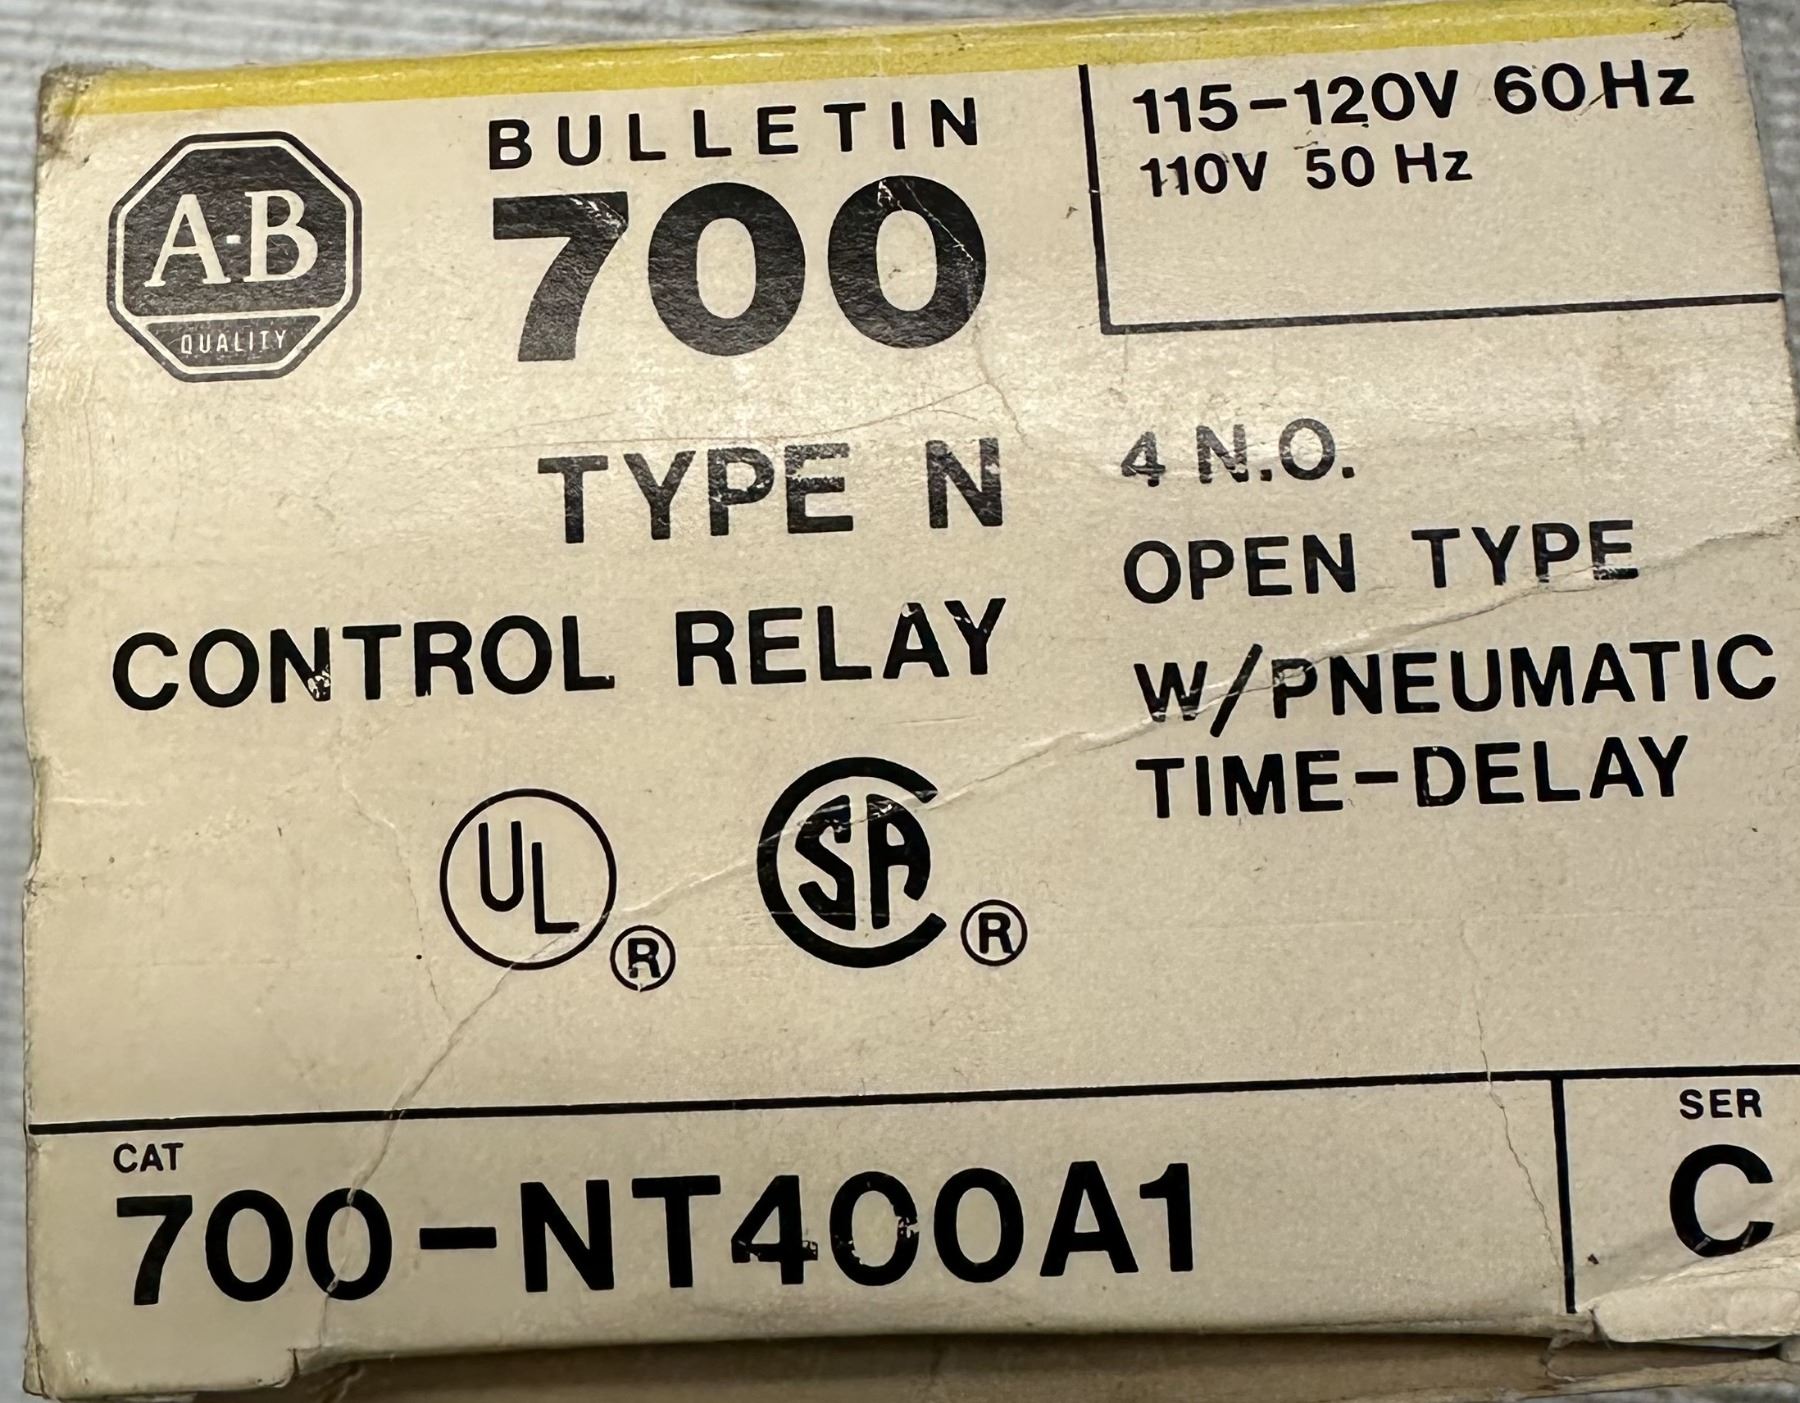 A-B
QUALITY
BULLETIN
700
TYPE N
CONTROL RELAY
UL ®
CSA ®
115-120V 60Hz
110V 50 Hz
4 N.O.
OPEN TYPE
W/PNEUMATIC
TIME-DELAY
CAT
700-NT400A1
SER
C